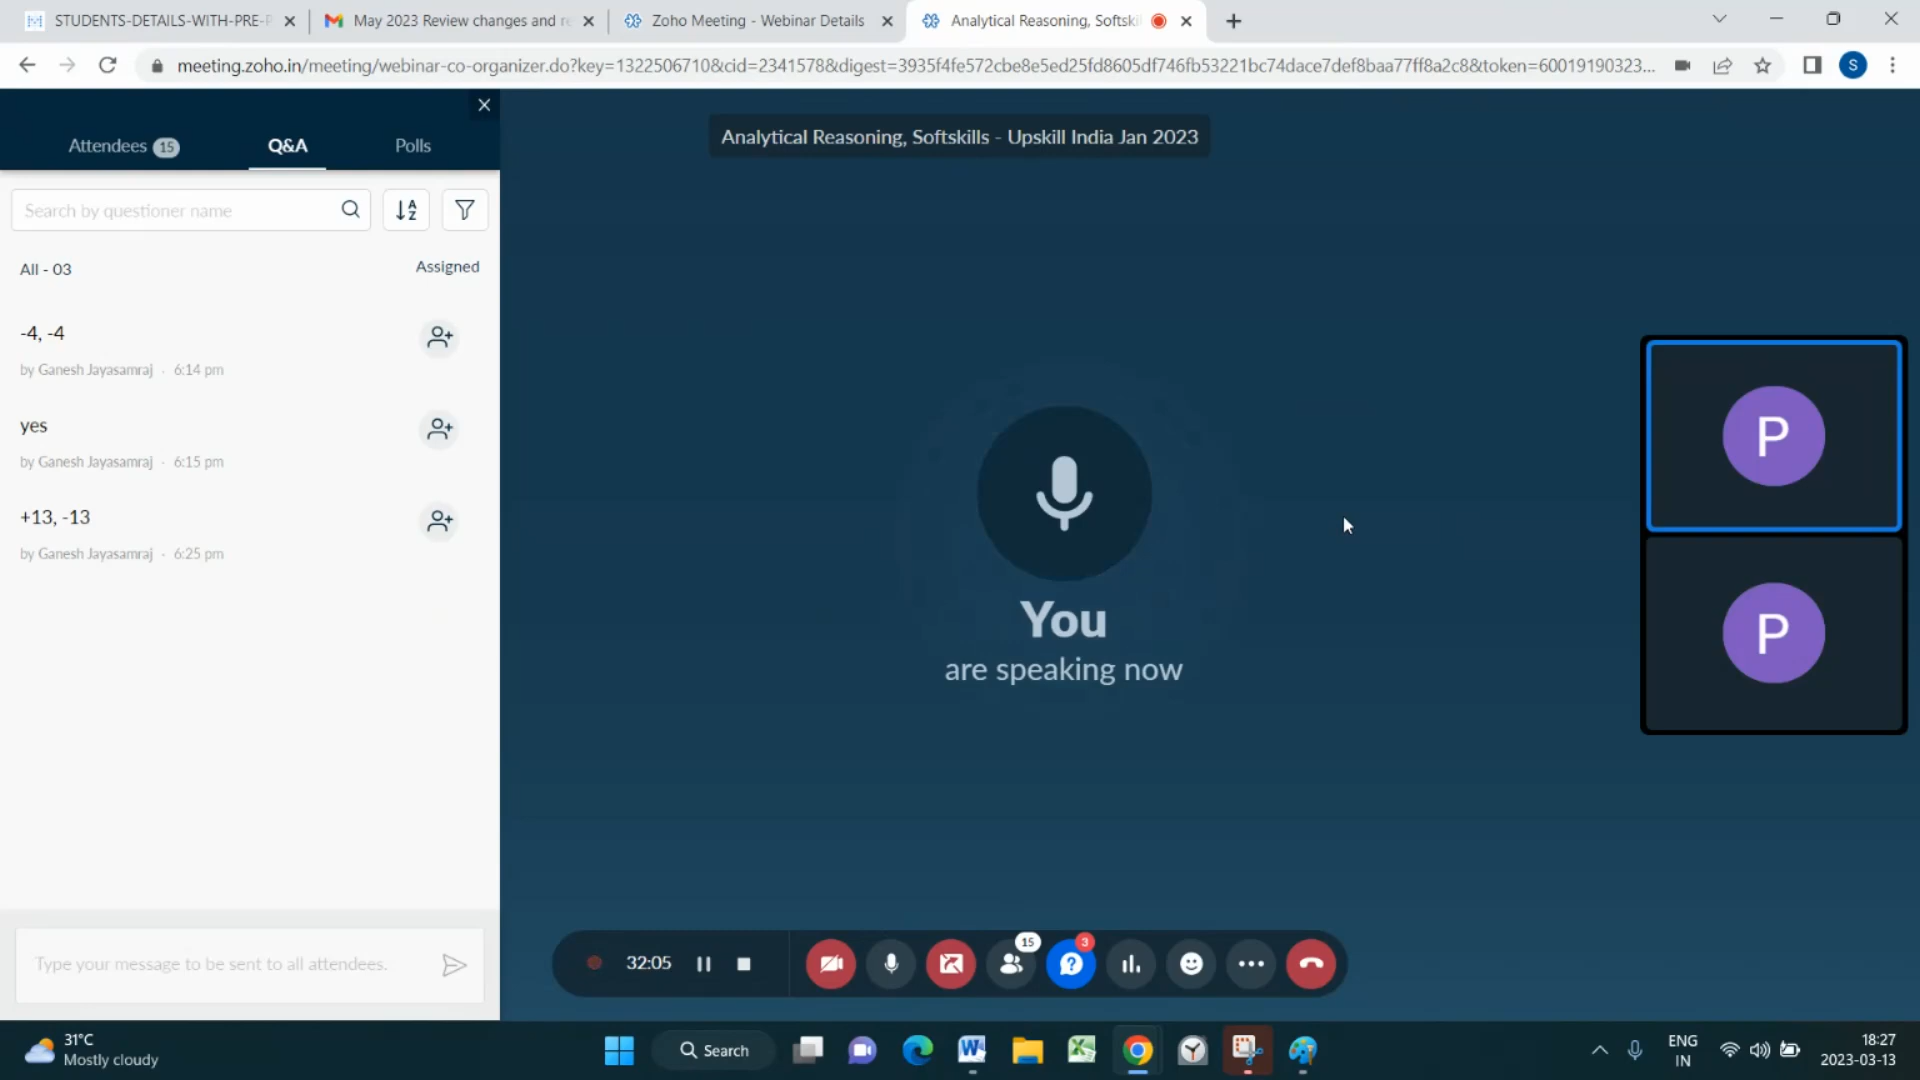 STUDENTS-DETAILS-WITH-PRE-P
May 2023 Review changes and re
Zoho Meeting - Webinar Details
Analytical Reasoning, Softskil
meeting.zoho.in/meeting/webinar-co-organizer.do?key=1322506710&cid=2341578&digest=3935f4fe572cbe8e5ed25fd8605df746fb53221bc74dace7def8baa77ff8a2c8&token=60019190323...
S
Attendees 15
Q&A
Polls
Analytical Reasoning, Softskills - Upskill India Jan 2023
Search by questioner name
All - 03
Assigned
-4, -4
by Ganesh Jayasamraj · 6:14 pm
yes
by Ganesh Jayasamraj · 6:15 pm
+13, -13
by Ganesh Jayasamraj · 6:25 pm
You
are speaking now
P
P
Type your message to be sent to all attendees.
32:05
15
3
31°C
Mostly cloudy
Search
ENG
IN
18:27
2023-03-13